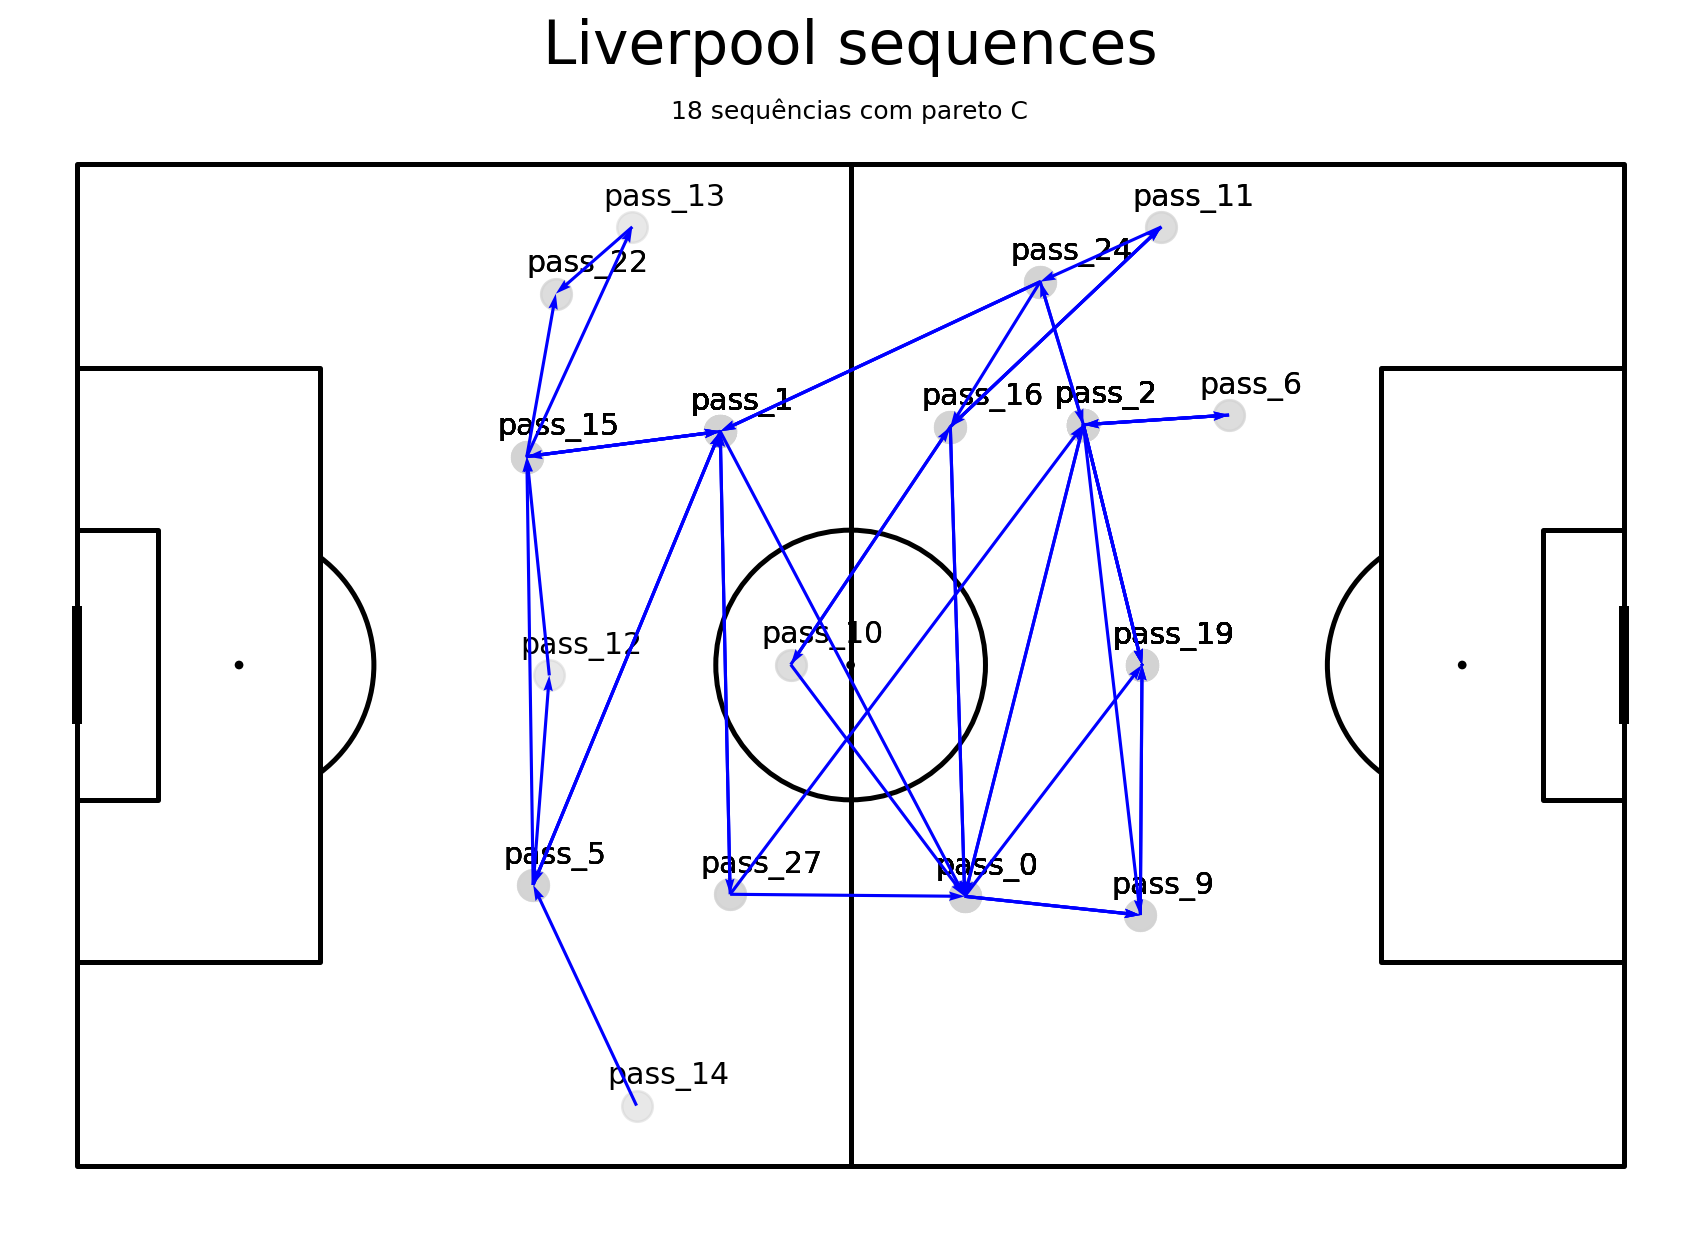 Liverpool sequences
18 sequências com pareto C
pass_13
pass_11
pass_24
pass_22
pass_6
pass_2
pass_16
pass_1
pass_15
pass_10
pass_19
pass_12
pass_5
pass_27
pass_0
pass_9
pass_14